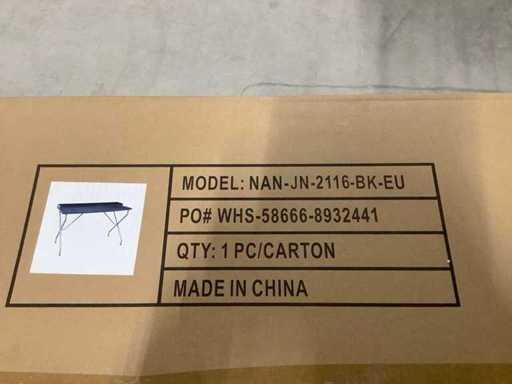 MODEL: NAN-JN-2116-BK-EU
PO# WHS-58666-8932441
QTY: 1 PC/CARTON
MADE IN CHINA